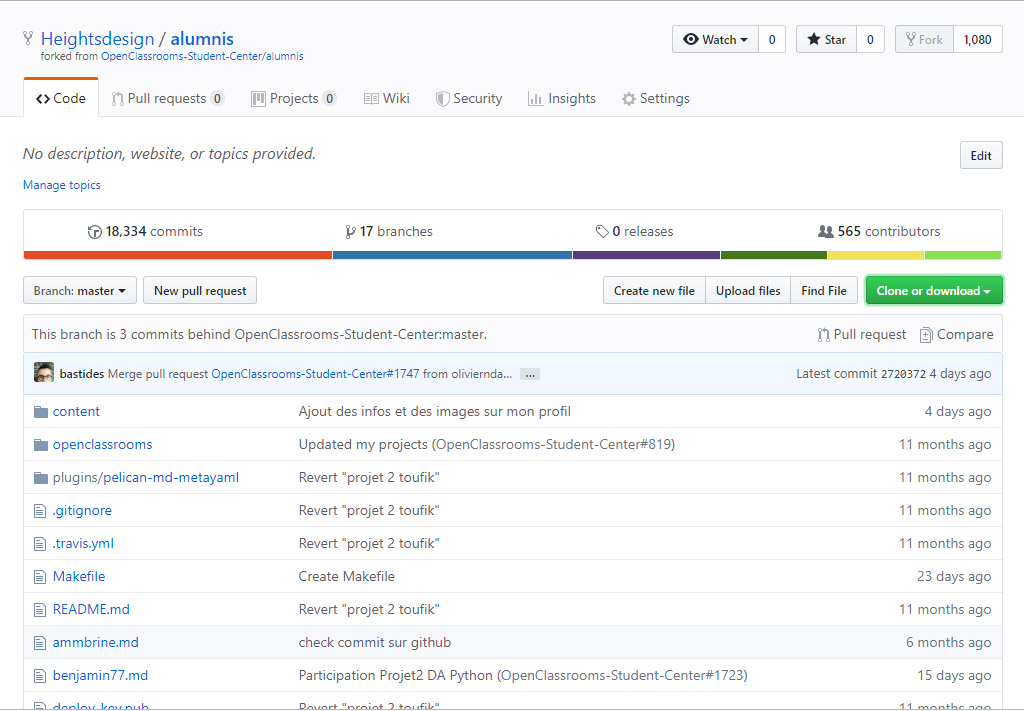 Heightsdesign / alumnis
Watch 0 Star 0 Fork 1,080
forked from OpenClassrooms-Student-Center/alumnis
Code Pull requests 0 Projects 0 Wiki Security Insights Settings
No description, website, or topics provided.
Edit
Manage topics
18,334 commits 17 branches 0 releases 565 contributors
Branch: master New pull request Create new file Upload files Find File Clone or download
This branch is 3 commits behind OpenClassrooms-Student-Center:master. Pull request Compare
bastides Merge pull request OpenClassrooms-Student-Center#1747 from oliviernda... ... Latest commit 2720372 4 days ago
content Ajout des infos et des images sur mon profil 4 days ago
openclassrooms Updated my projects (OpenClassrooms-Student-Center#819) 11 months ago
plugins/pelican-md-metayaml Revert "projet 2 toufik" 11 months ago
.gitignore Revert "projet 2 toufik" 11 months ago
.travis.yml Revert "projet 2 toufik" 11 months ago
Makefile Create Makefile 23 days ago
README.md Revert "projet 2 toufik" 11 months ago
ammbrine.md check commit sur github 6 months ago
benjamin77.md Participation Projet2 DA Python (OpenClassrooms-Student-Center#1723) 15 days ago
deploy-key.pub Revert "projet 2 toufik" 11 months ago